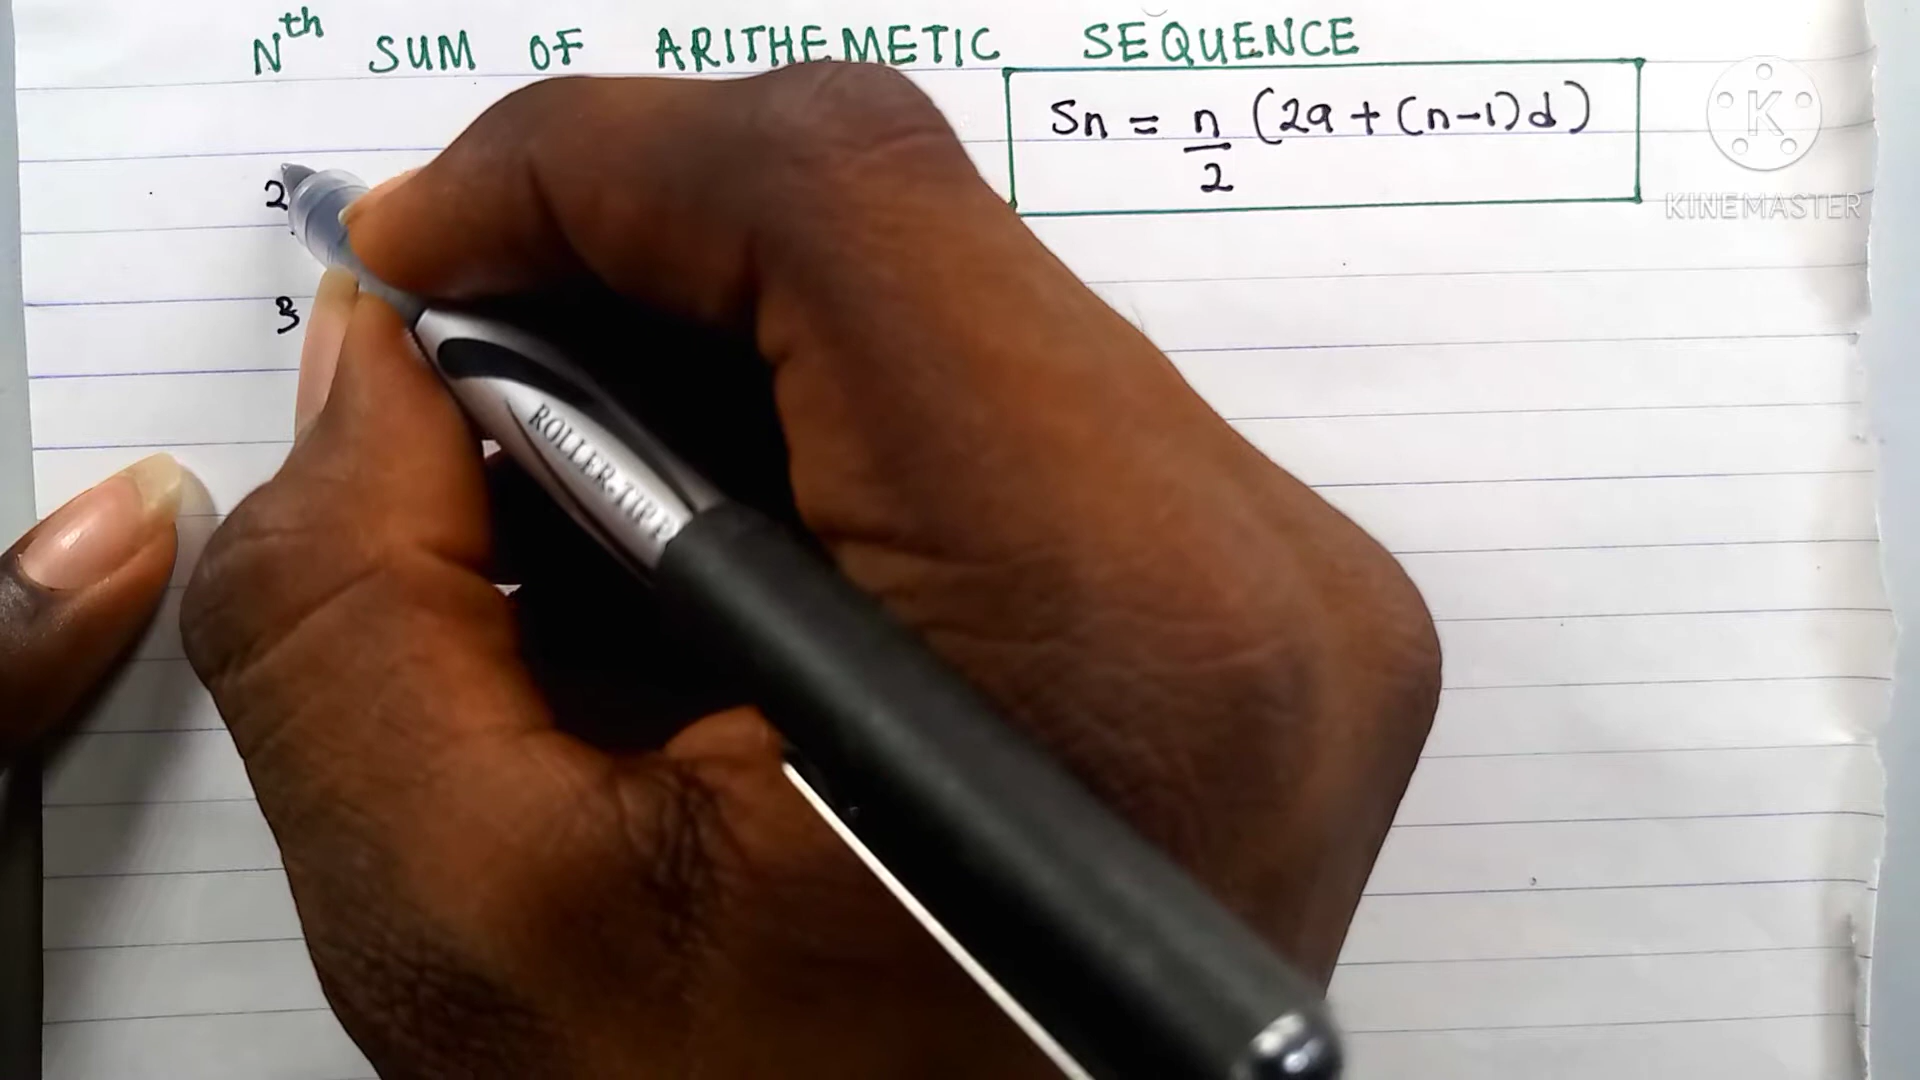 Nth SUM OF ARITHEMETIC SEQUENCE
Sn = n/2 (2a + (n-1)d)
K
KINEMASTER
2
3
ROLLER-TIP